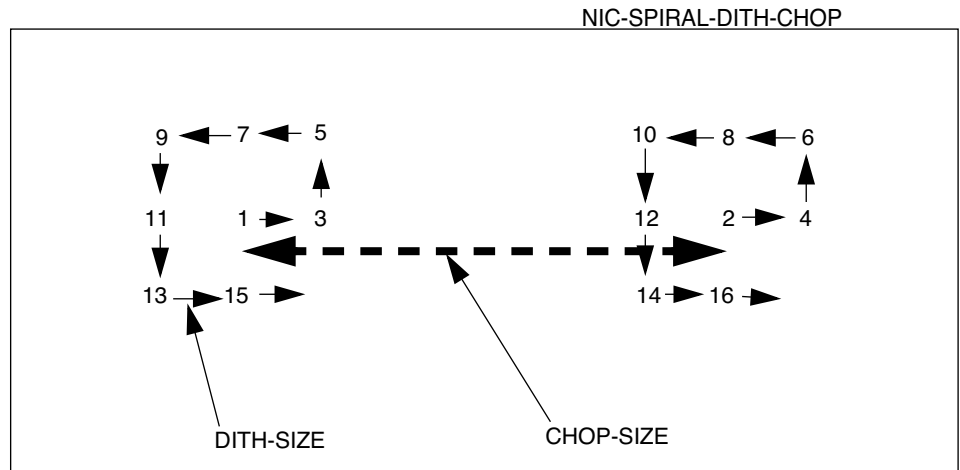 NIC-SPIRAL-DITH-CHOP
9 7 5 10 8 6
11 1 3 12 2 4
13 15 14 16
DITH-SIZE CHOP-SIZE